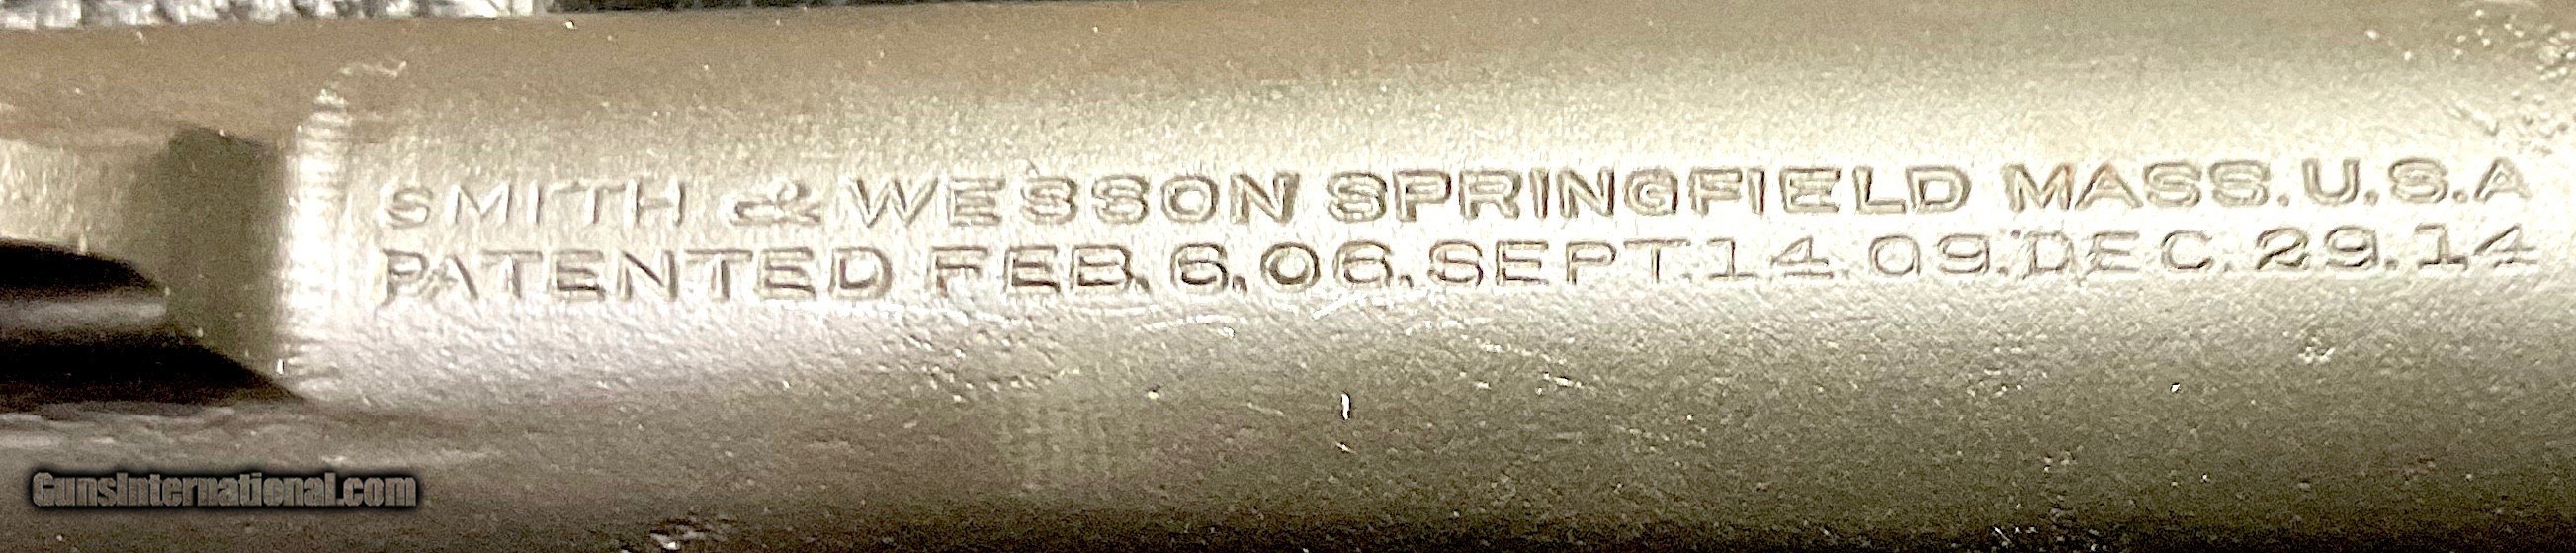 SMITH & WESSON SPRINGFIELD MASS.U.S.A
PATENTED FEB.6.06.SEPT.14.09.DEC.29.14
GunsInternational.com